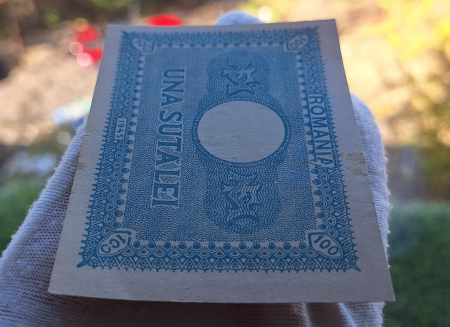 ROMANIA
UNA SUTA LEI
1945
100
100